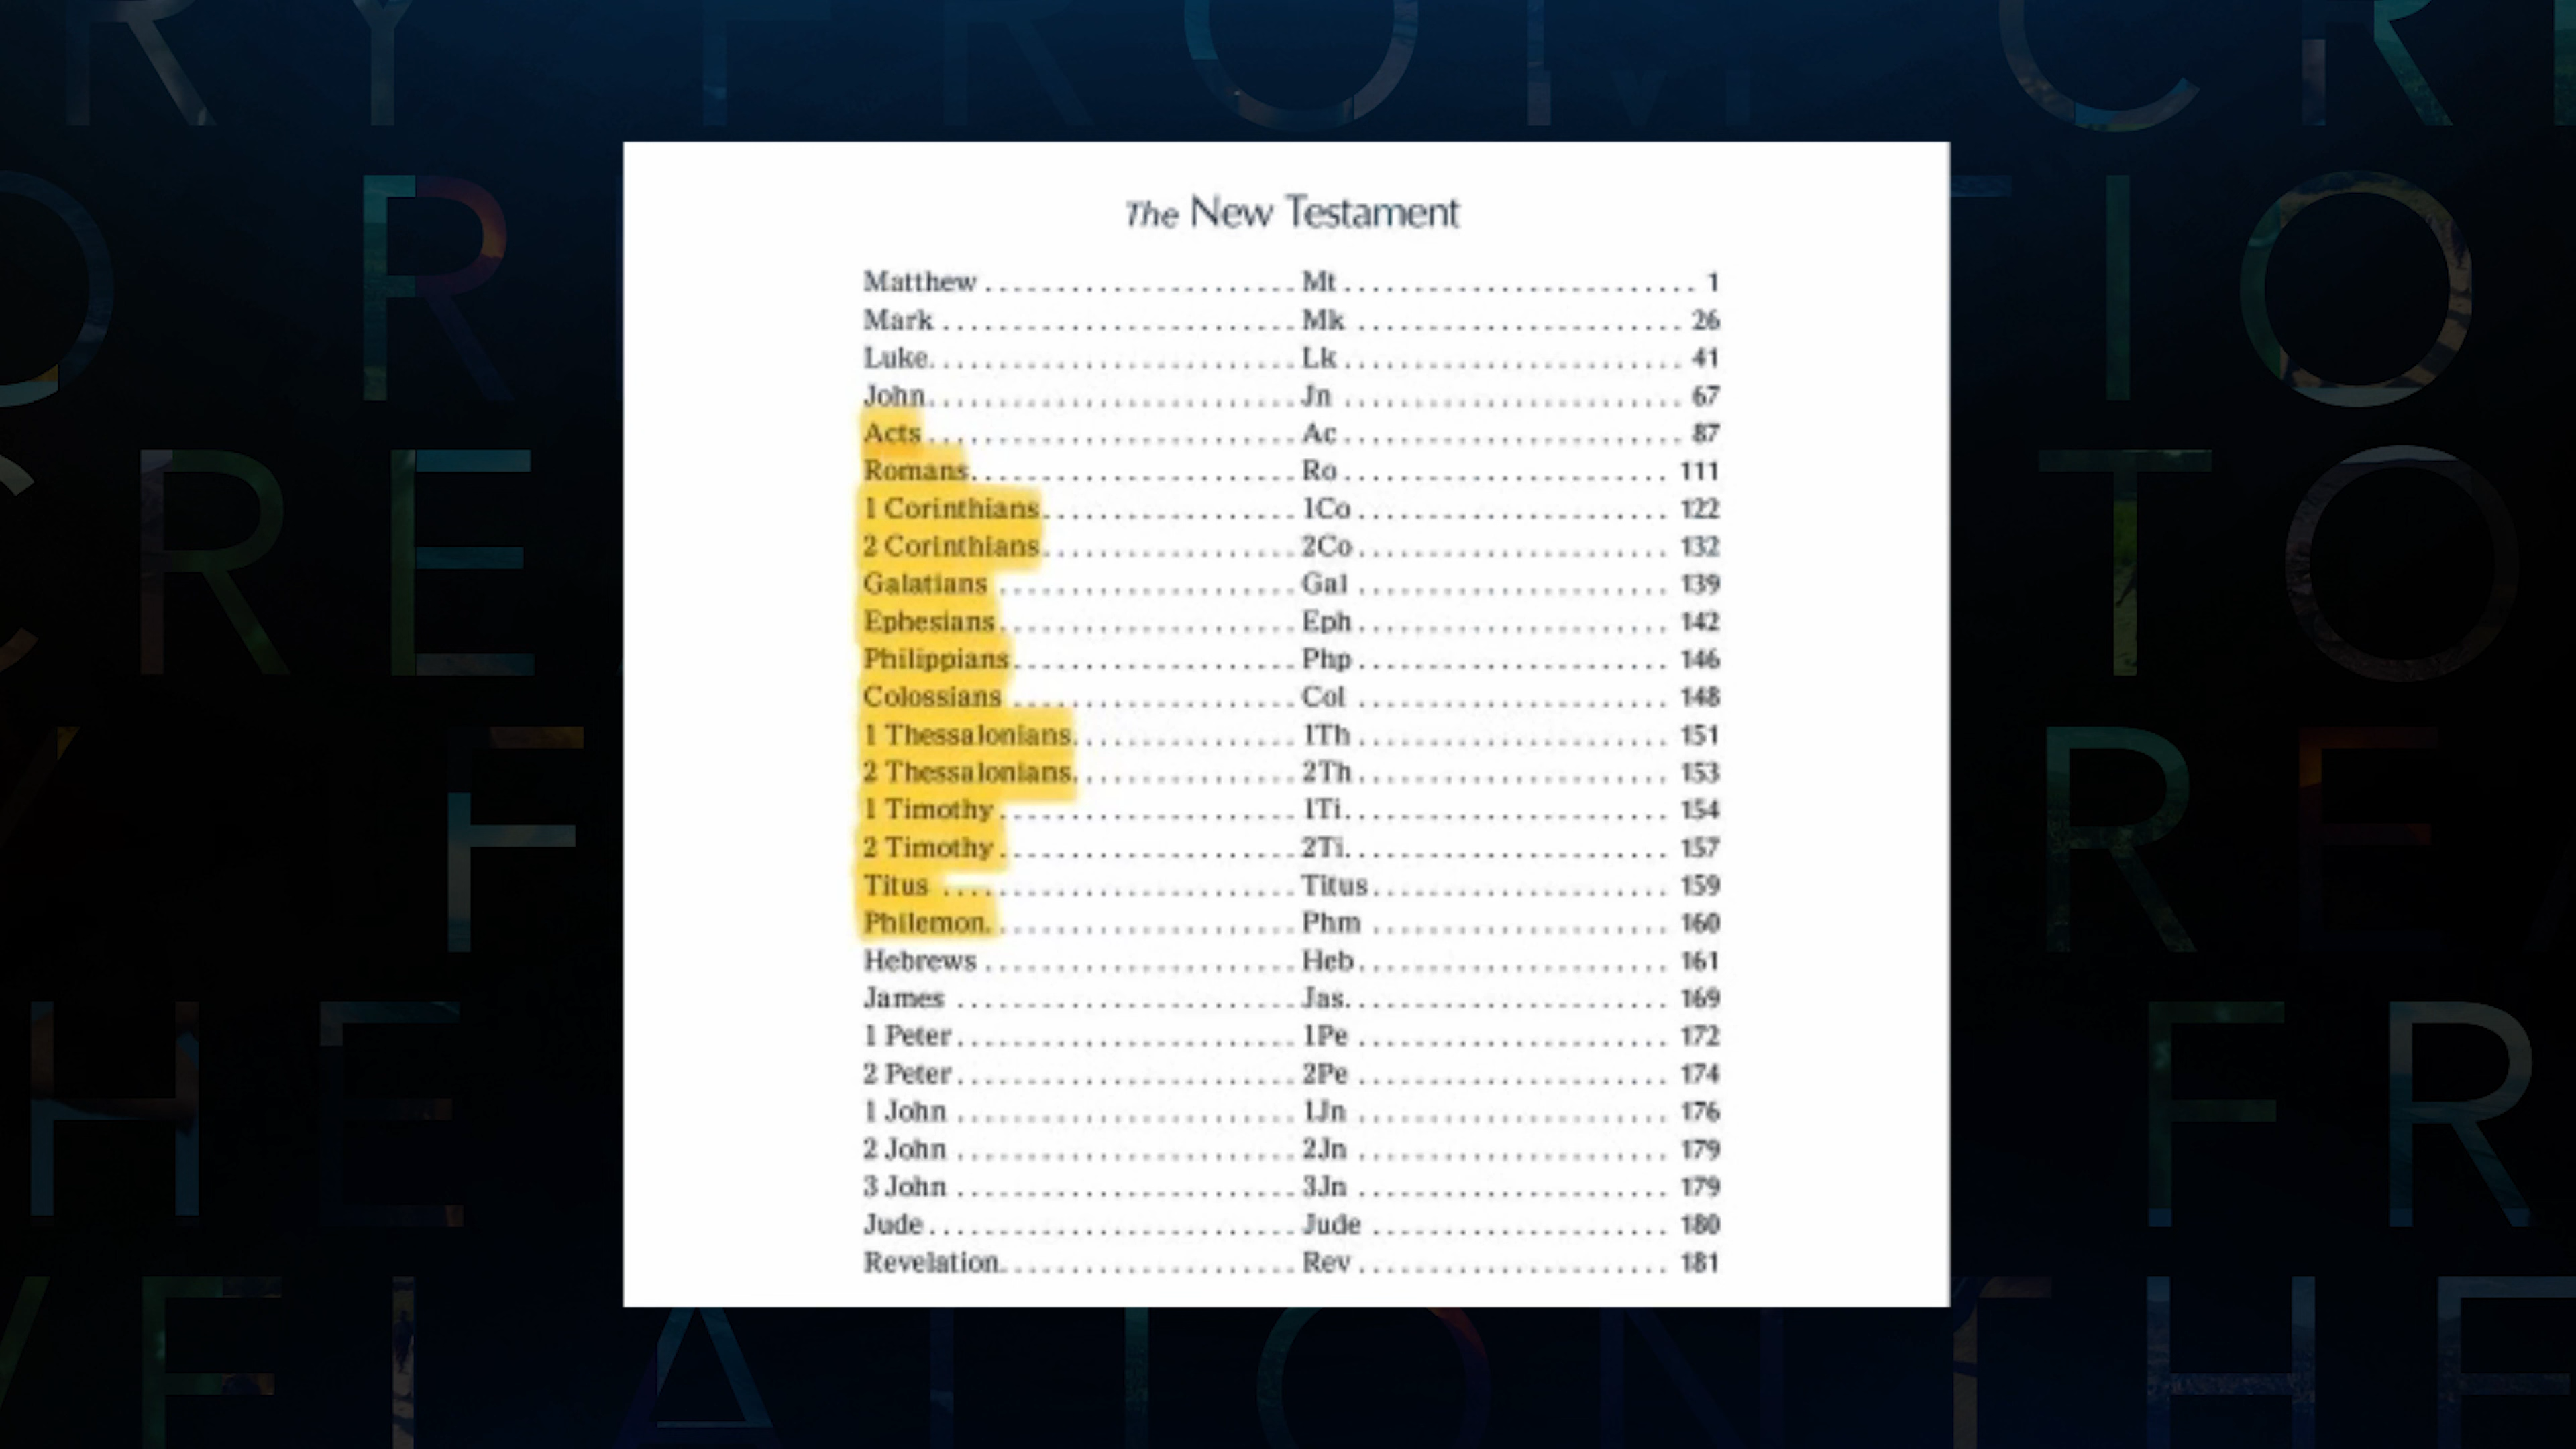 The New Testament
Matthew ........................ Mt ........................ 1
Mark ........................ Mk ........................ 26
Luke ........................ Lk ........................ 41
John ........................ Jn ........................ 67
Acts ........................ Ac ........................ 87
Romans ........................ Ro ........................ 111
1 Corinthians ........................ 1Co ........................ 122
2 Corinthians ........................ 2Co ........................ 132
Galatians ........................ Gal ........................ 139
Ephesians ........................ Eph ........................ 142
Philippians ........................ Php ........................ 146
Colossians ........................ Col ........................ 148
1 Thessalonians ........................ 1Th ........................ 151
2 Thessalonians ........................ 2Th ........................ 153
1 Timothy ........................ 1Ti ........................ 154
2 Timothy ........................ 2Ti ........................ 157
Titus ........................ Titus ........................ 159
Philemon ........................ Phm ........................ 160
Hebrews ........................ Heb ........................ 161
James ........................ Jas ........................ 169
1 Peter ........................ 1Pe ........................ 172
2 Peter ........................ 2Pe ........................ 174
1 John ........................ 1Jn ........................ 176
2 John ........................ 2Jn ........................ 179
3 John ........................ 3Jn ........................ 179
Jude ........................ Jude ........................ 180
Revelation ........................ Rev ........................ 181